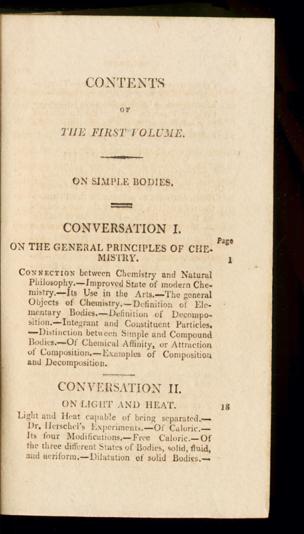 CONTENTS
OF
THE FIRST VOLUME.
ON SIMPLE BODIES.
CONVERSATION I.
Page
ON THE GENERAL PRINCIPLES OF CHE-
MISTRY. 1
CONNECTION between Chemistry and Natural
Philosophy.—Improved State of modern Che-
mistry.—Its Use in the Arts.—The general
Objects of Chemistry.—Definition of Ele-
mentary Bodies.—Definition of Decompo-
sition.—Integrant and Constituent Particles.
—Distinction between Simple and Compound
Bodies.—Of Chemical Affinity, or Attraction
of Composition.—Examples of Composition
and Decomposition.
CONVERSATION II.
ON LIGHT AND HEAT. 18
Light and Heat capable of being separated.—
Dr. Herschel's Experiments.—Of Caloric.—
Its four Modifications.—Free Caloric.—Of
the three different States of Bodies, solid, fluid,
and aeriform.—Dilatation of solid Bodies.—